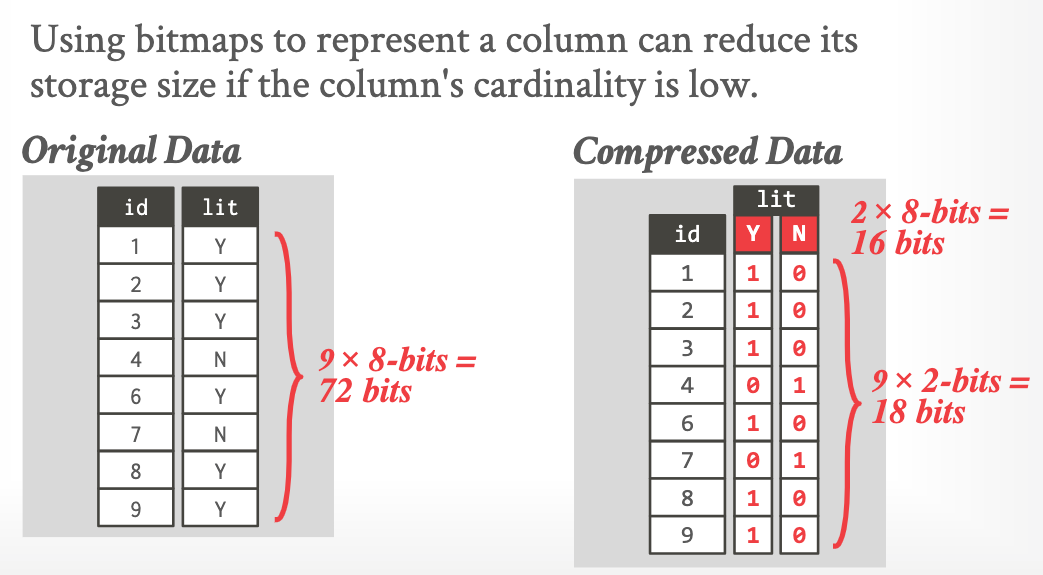 Using bitmaps to represent a column can reduce its
storage size if the column's cardinality is low.
Original Data
id lit
1 Y
2 Y
3 Y
4 N
6 Y
7 N
8 Y
9 Y
9 × 8-bits =
72 bits
Compressed Data
lit
id Y N
1 1 0
2 1 0
3 1 0
4 0 1
6 1 0
7 0 1
8 1 0
9 1 0
2 × 8-bits =
16 bits
9 × 2-bits =
18 bits